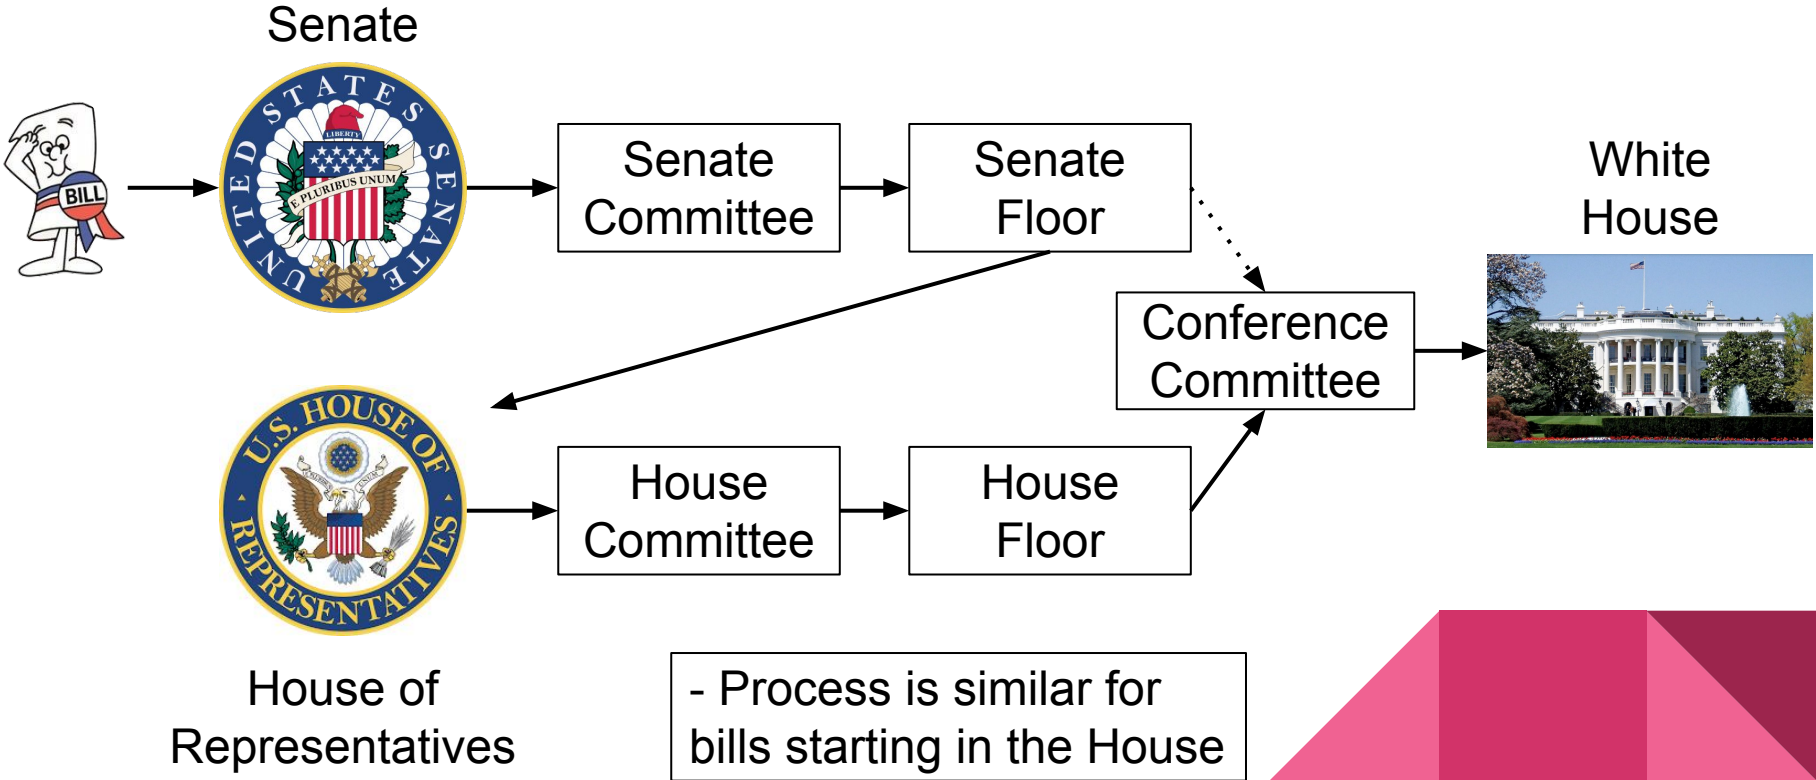 Senate
UNITED STATES SENATE
LIBERTY
E PLURIBUS UNUM
BILL
Senate
Committee
Senate
Floor
White
House
Conference
Committee
U.S. HOUSE OF
REPRESENTATIVES
House
Committee
House
Floor
House of
Representatives
- Process is similar for
bills starting in the House